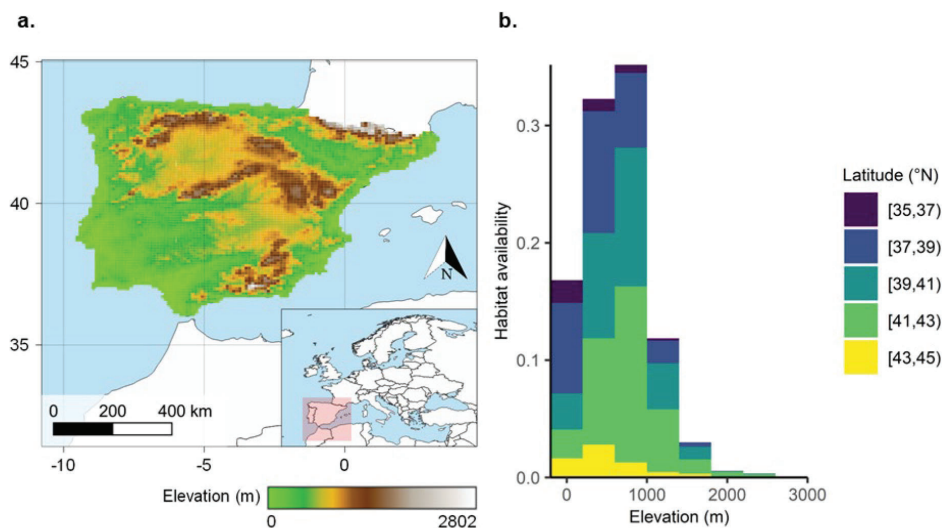 a.
45
40
35
N
0 200 400 km
-10 -5 0
Elevation (m)
0 2802
b.
Habitat availability
0.3
0.2
0.1
0.0
0 1000 2000 3000
Elevation (m)
Latitude (°N)
[35,37)
[37,39)
[39,41)
[41,43)
[43,45)